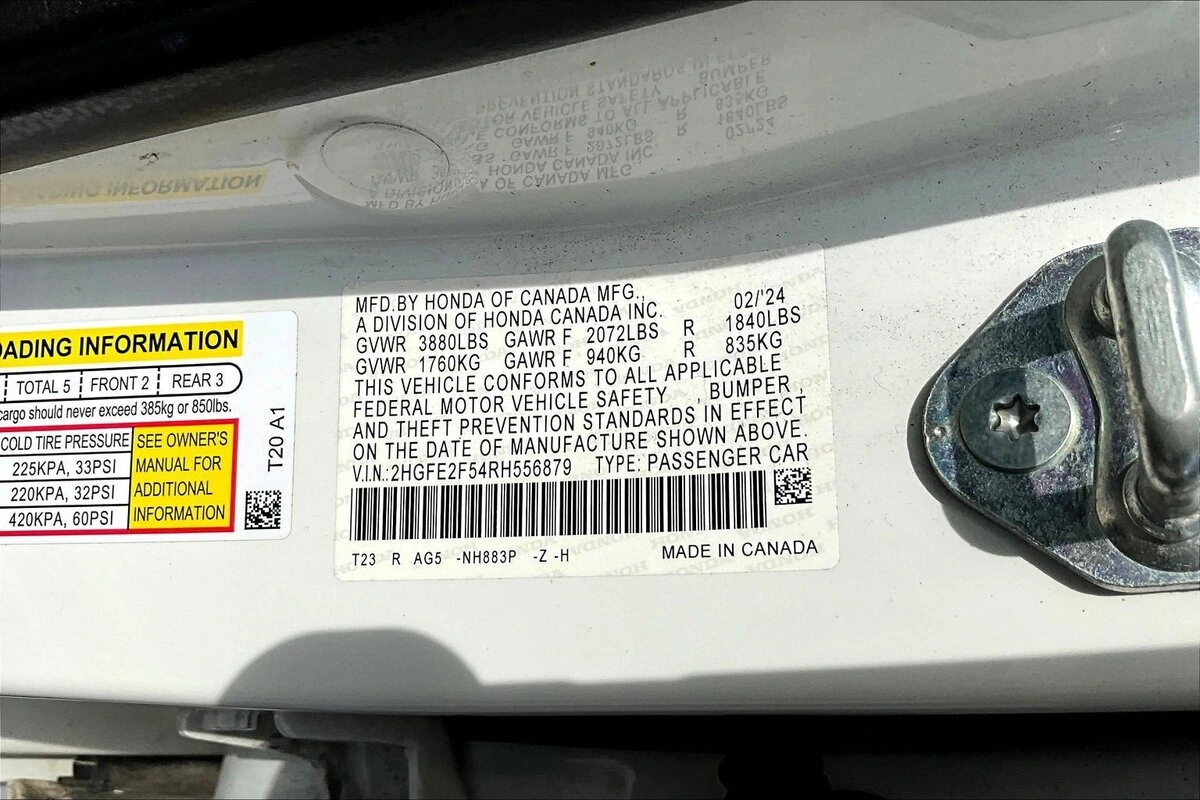 OADING INFORMATION
TOTAL 5 FRONT 2 REAR 3
cargo should never exceed 385kg or 850lbs.
COLD TIRE PRESSURE
225KPA, 33PSI
220KPA, 32PSI
420KPA, 60PSI
SEE OWNER'S
MANUAL FOR
ADDITIONAL
INFORMATION
T20 A1
MFD.BY HONDA OF CANADA MFG.,
A DIVISION OF HONDA CANADA INC. 02/'24
GVWR 3880LBS GAWR F 2072LBS R 1840LBS
GVWR 1760KG GAWR F 940KG R 835KG
THIS VEHICLE CONFORMS TO ALL APPLICABLE
FEDERAL MOTOR VEHICLE SAFETY , BUMPER ,
AND THEFT PREVENTION STANDARDS IN EFFECT
ON THE DATE OF MANUFACTURE SHOWN ABOVE.
V.I.N.:2HGFE2F54RH556879 TYPE: PASSENGER CAR
T23 R AG5 -NH883P -Z -H MADE IN CANADA